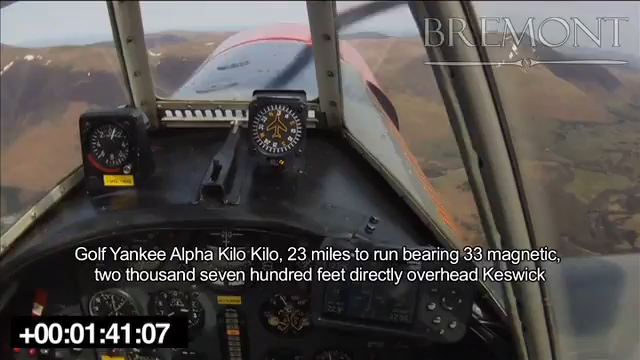 BREMONT
Golf Yankee Alpha Kilo Kilo, 23 miles to run bearing 33 magnetic,
two thousand seven hundred feet directly overhead Keswick
+00:01:41:07